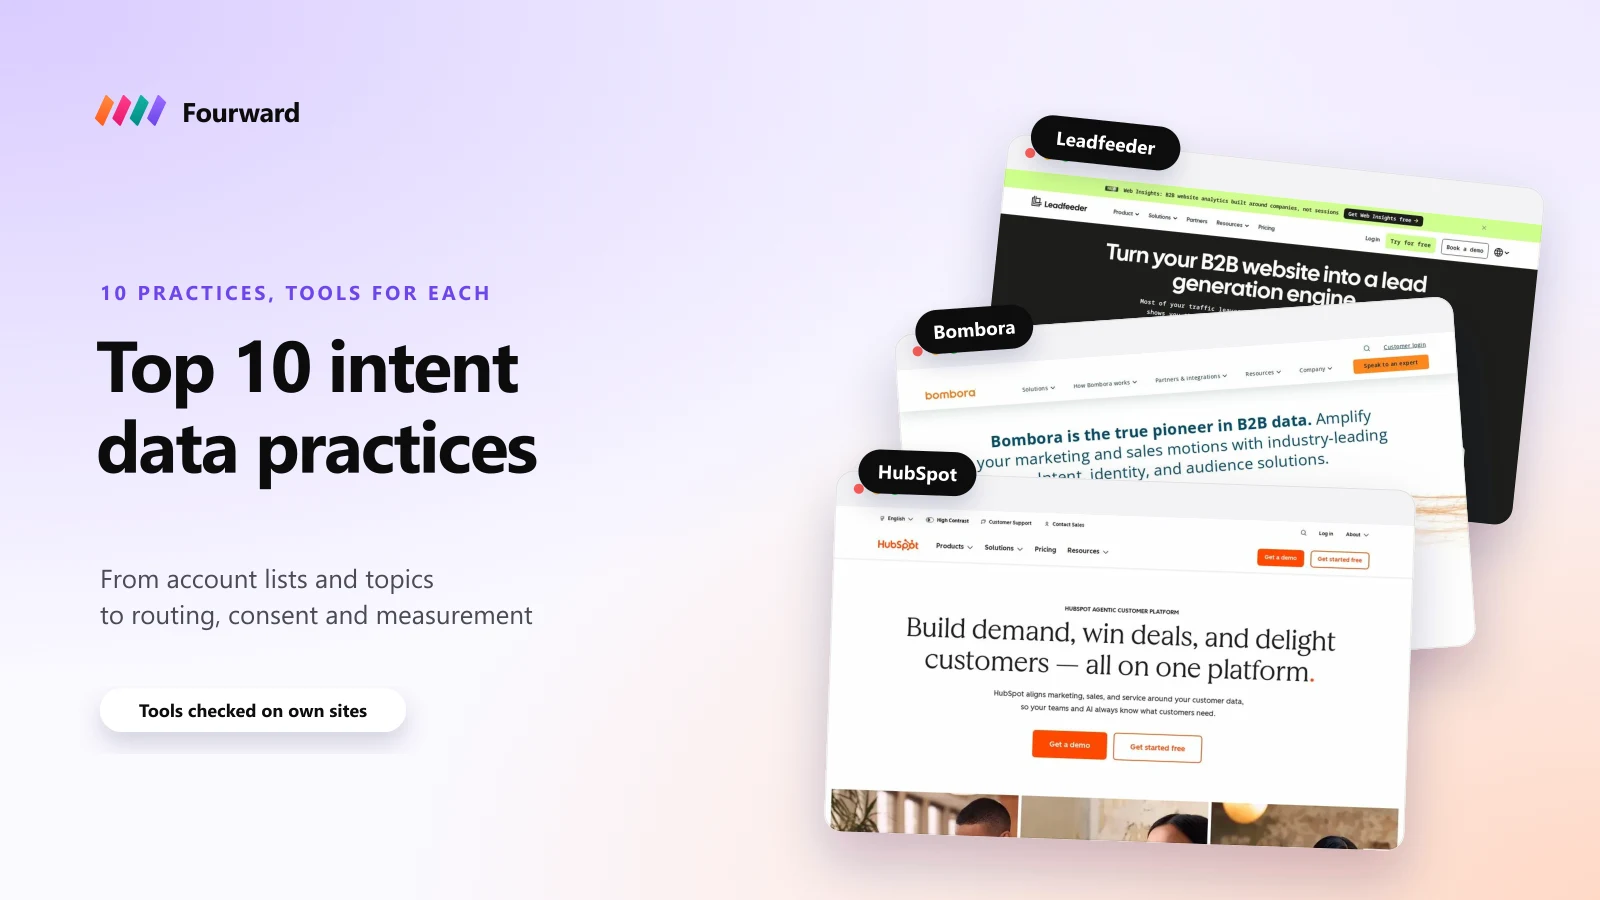 Fourward
10 PRACTICES, TOOLS FOR EACH
Top 10 intent
data practices
From account lists and topics
to routing, consent and measurement
Tools checked on own sites
Leadfeeder
Web Insights: B2B website analytics built around companies, not sessions
Get Web Insights free →
Leadfeeder
Product
Solutions
Partners
Resources
Pricing
Login
Try for free
Book a demo
Turn your B2B website into a lead
generation engine
Most of your traffic
shows
Bombora
Customer login
bombora
Solutions
How Bombora works
Partners & Integrations
Resources
Company
Speak to an expert
Bombora is the true pioneer in B2B data. Amplify
your marketing and sales motions with industry-leading
Intent, identity, and audience solutions.
HubSpot
English
High Contrast
Customer Support
Contact Sales
Log in
About
HubSpot
Products
Solutions
Pricing
Resources
Get a demo
Get started free
HUBSPOT AGENTIC CUSTOMER PLATFORM
Build demand, win deals, and delight
customers — all on one platform.
HubSpot aligns marketing, sales, and service around your customer data,
so your teams and AI always know what customers need.
Get a demo
Get started free